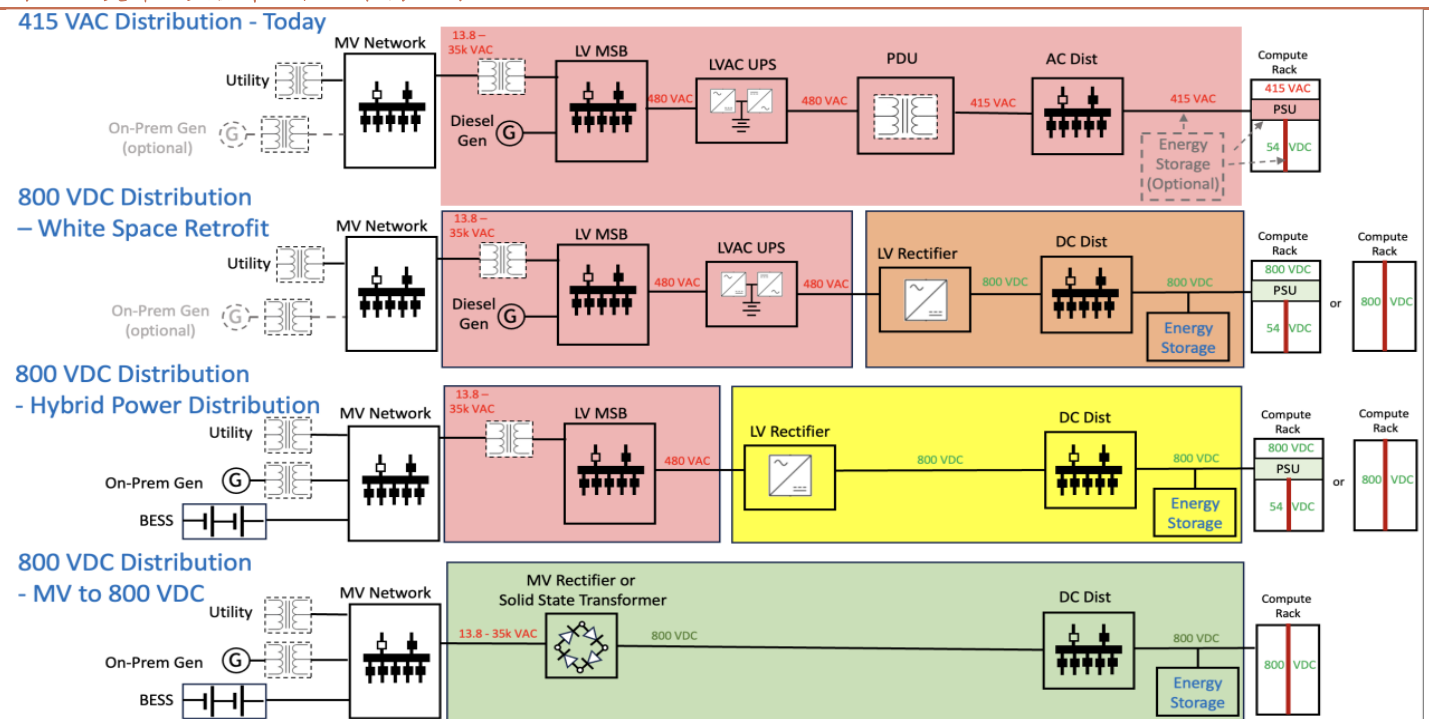 415 VAC Distribution - Today
MV Network
13.8 –
35k VAC
LV MSB
LVAC UPS
PDU
AC Dist
Compute
Rack
Utility
480 VAC
480 VAC
415 VAC
415 VAC
415 VAC
PSU
54 VDC
On-Prem Gen
(optional)
G
Diesel
Gen
G
Energy
Storage
(Optional)
800 VDC Distribution
– White Space Retrofit
MV Network
13.8 –
35k VAC
LV MSB
LVAC UPS
LV Rectifier
DC Dist
Compute
Rack
Compute
Rack
Utility
480 VAC
480 VAC
800 VDC
800 VDC
800 VDC
PSU
54 VDC
or
800 VDC
On-Prem Gen
(optional)
G
Diesel
Gen
G
Energy
Storage
800 VDC Distribution
- Hybrid Power Distribution
MV Network
13.8 –
35k VAC
LV MSB
LV Rectifier
DC Dist
Compute
Rack
Compute
Rack
Utility
480 VAC
800 VDC
800 VDC
800 VDC
PSU
54 VDC
or
800 VDC
On-Prem Gen
G
BESS
Energy
Storage
800 VDC Distribution
- MV to 800 VDC
MV Network
MV Rectifier or
Solid State Transformer
DC Dist
Compute
Rack
Utility
13.8 - 35k VAC
800 VDC
800 VDC
800 VDC
On-Prem Gen
G
BESS
Energy
Storage